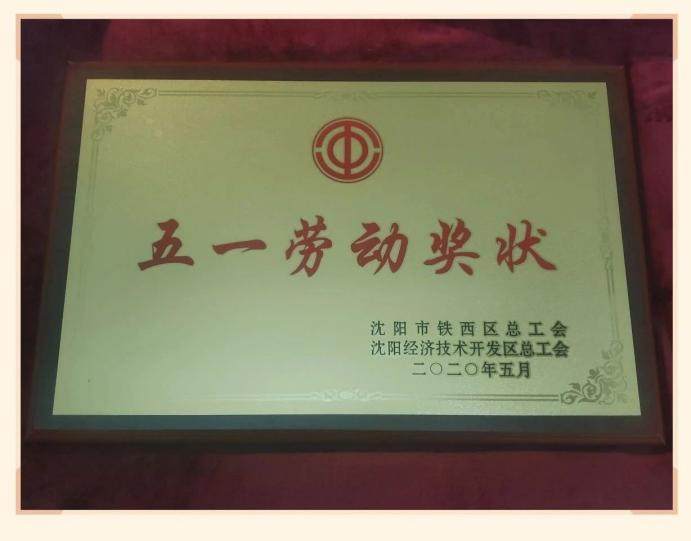 五一劳动奖状
沈阳市铁西区总工会
沈阳经济技术开发区总工会
二〇二〇年五月